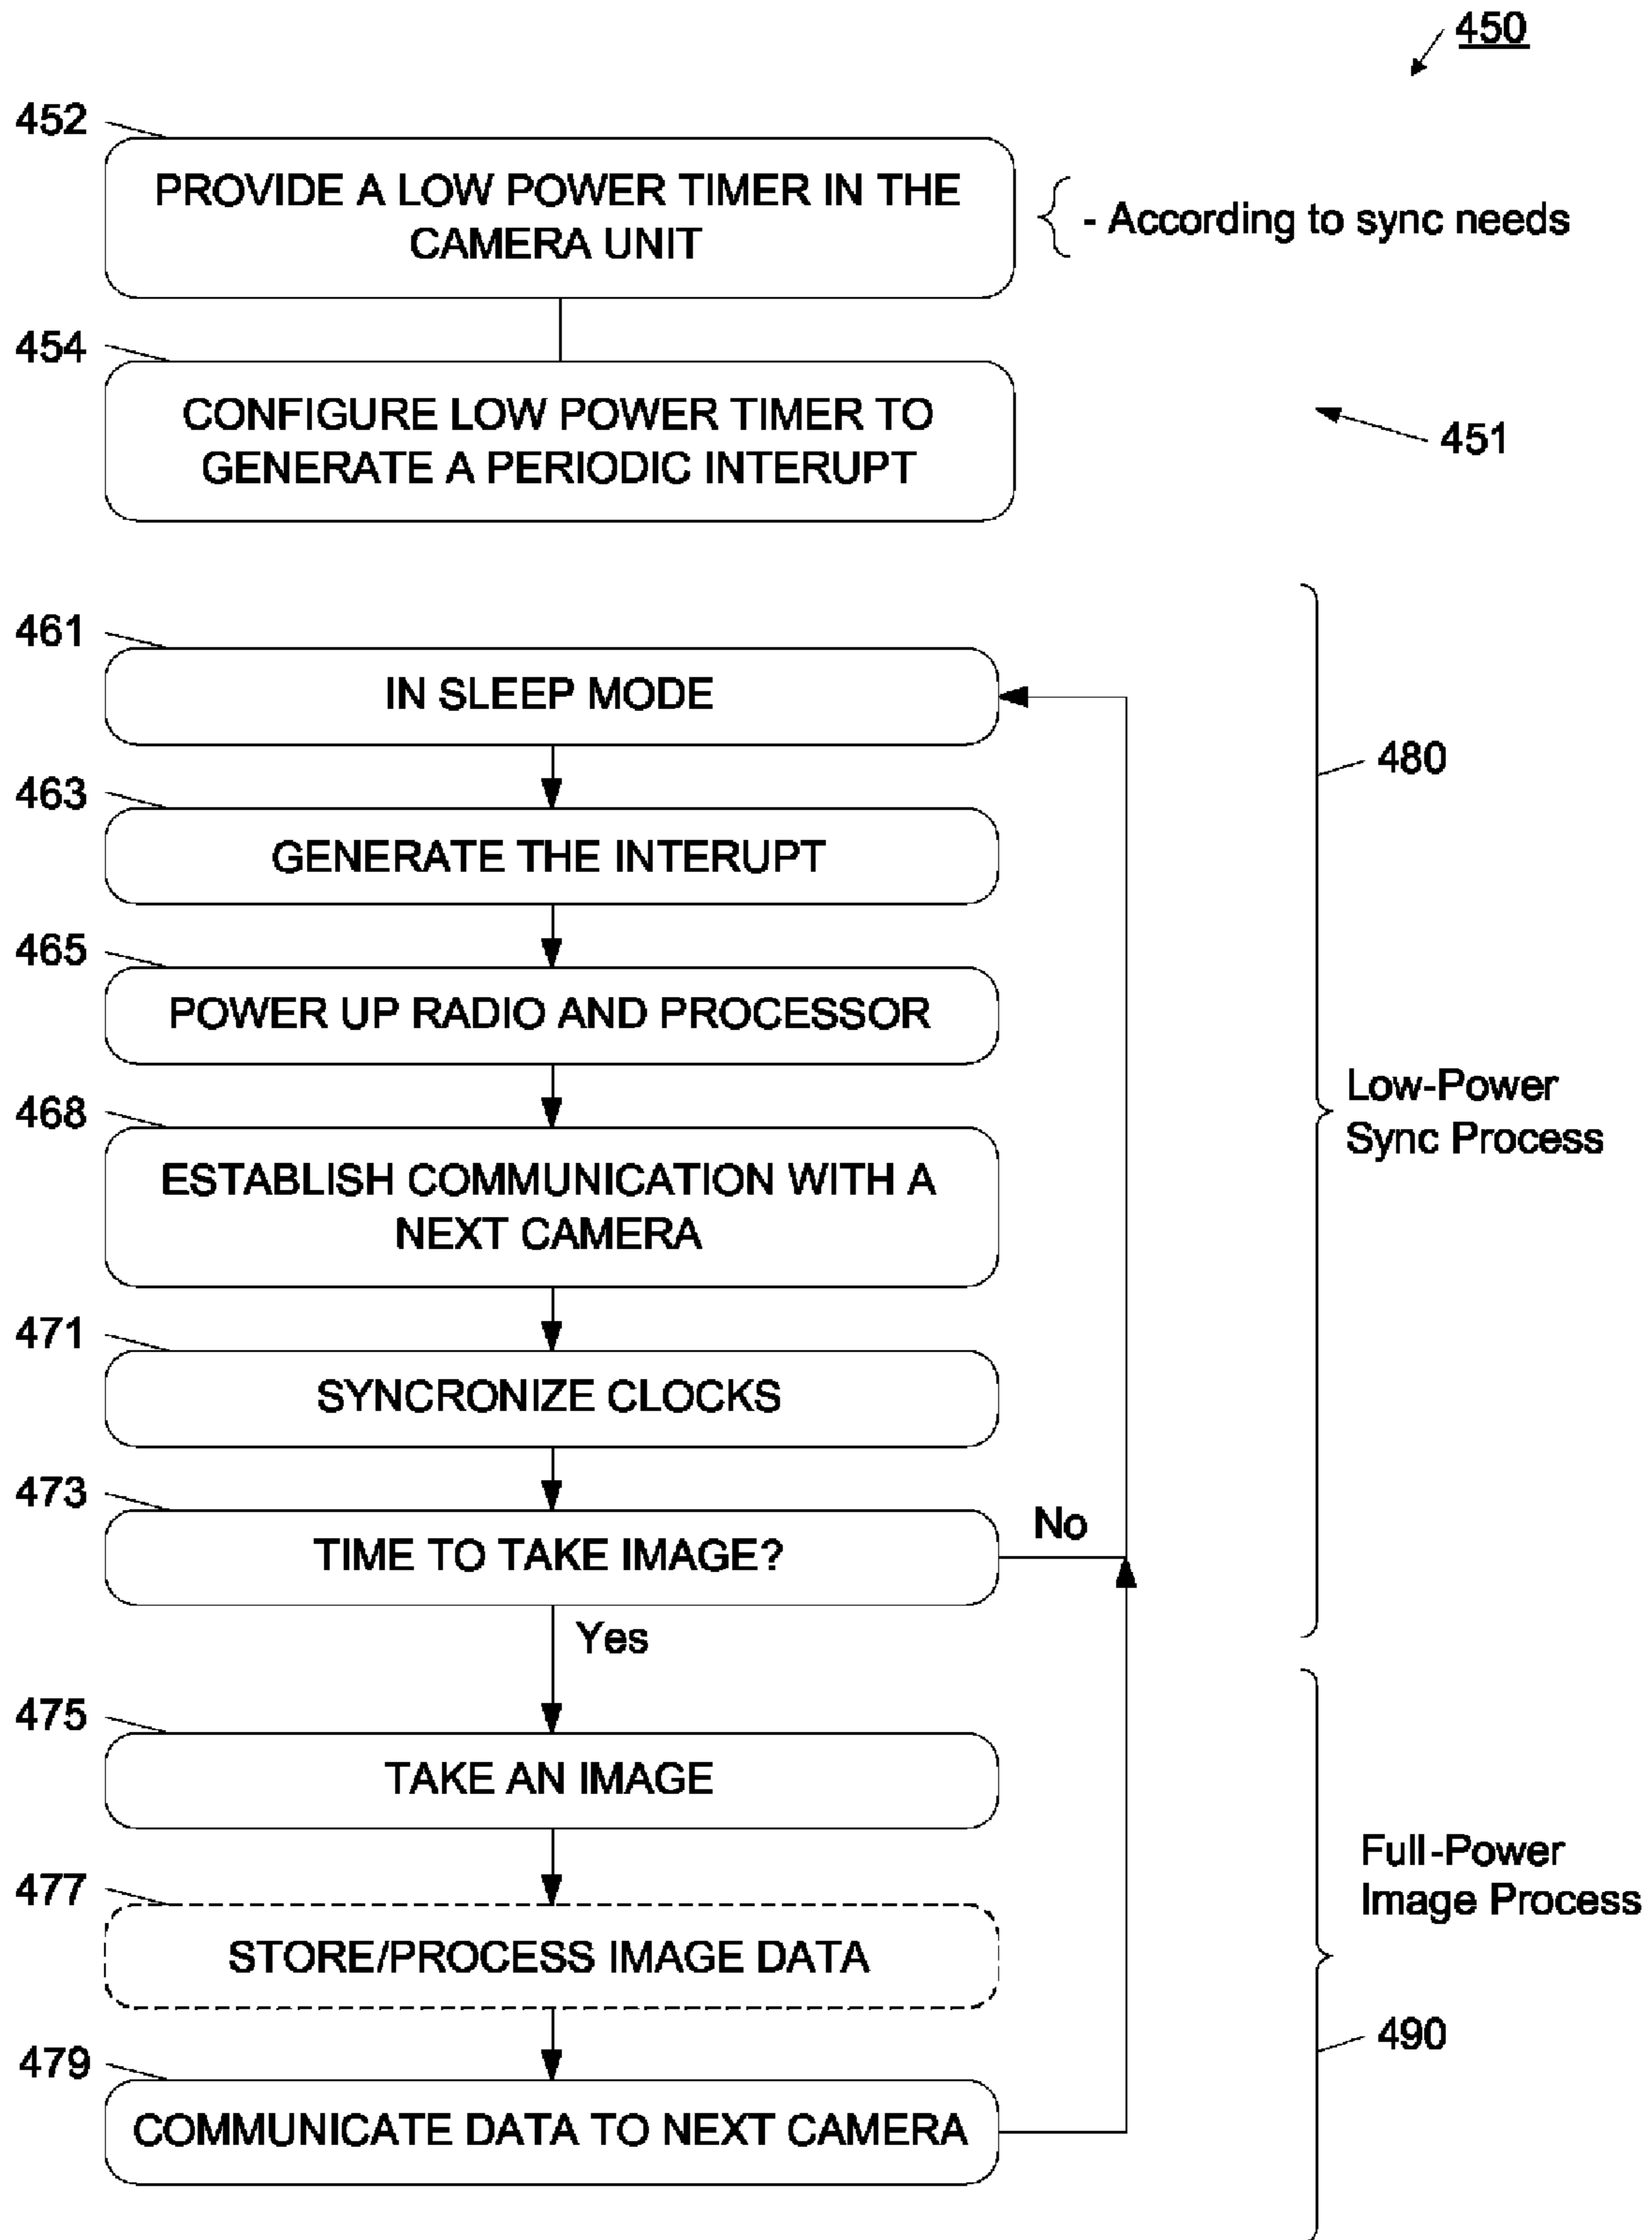 450
452
PROVIDE A LOW POWER TIMER IN THE
CAMERA UNIT
- According to sync needs
454
CONFIGURE LOW POWER TIMER TO
GENERATE A PERIODIC INTERUPT
451
461
IN SLEEP MODE
480
463
GENERATE THE INTERUPT
465
POWER UP RADIO AND PROCESSOR
Low-Power
Sync Process
468
ESTABLISH COMMUNICATION WITH A
NEXT CAMERA
471
SYNCRONIZE CLOCKS
473
TIME TO TAKE IMAGE?
No
Yes
475
TAKE AN IMAGE
Full-Power
Image Process
477
STORE/PROCESS IMAGE DATA
490
479
COMMUNICATE DATA TO NEXT CAMERA